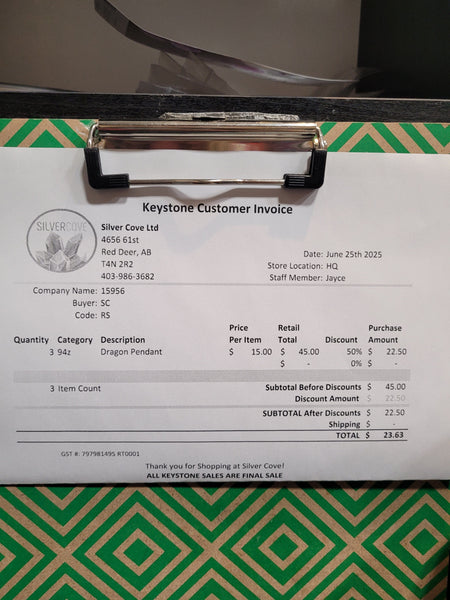 Keystone Customer Invoice
SILVERCOVE
Silver Cove Ltd
4656 61st
Red Deer, AB
T4N 2R2
403-986-3682
Date: June 25th 2025
Store Location: HQ
Staff Member: Jayce
Company Name: 15956
Buyer: SC
Code: RS
Quantity Category Description Price Per Item Retail Total Discount Purchase Amount
3 94z Dragon Pendant $ 15.00 $ 45.00 50% $ 22.50
$ - 0% $ -
3 Item Count Subtotal Before Discounts $ 45.00
Discount Amount $ 22.50
SUBTOTAL After Discounts $ 22.50
Shipping $ -
TOTAL $ 23.63
GST #: 797981495 RT0001
Thank you for Shopping at Silver Cove!
ALL KEYSTONE SALES ARE FINAL SALE